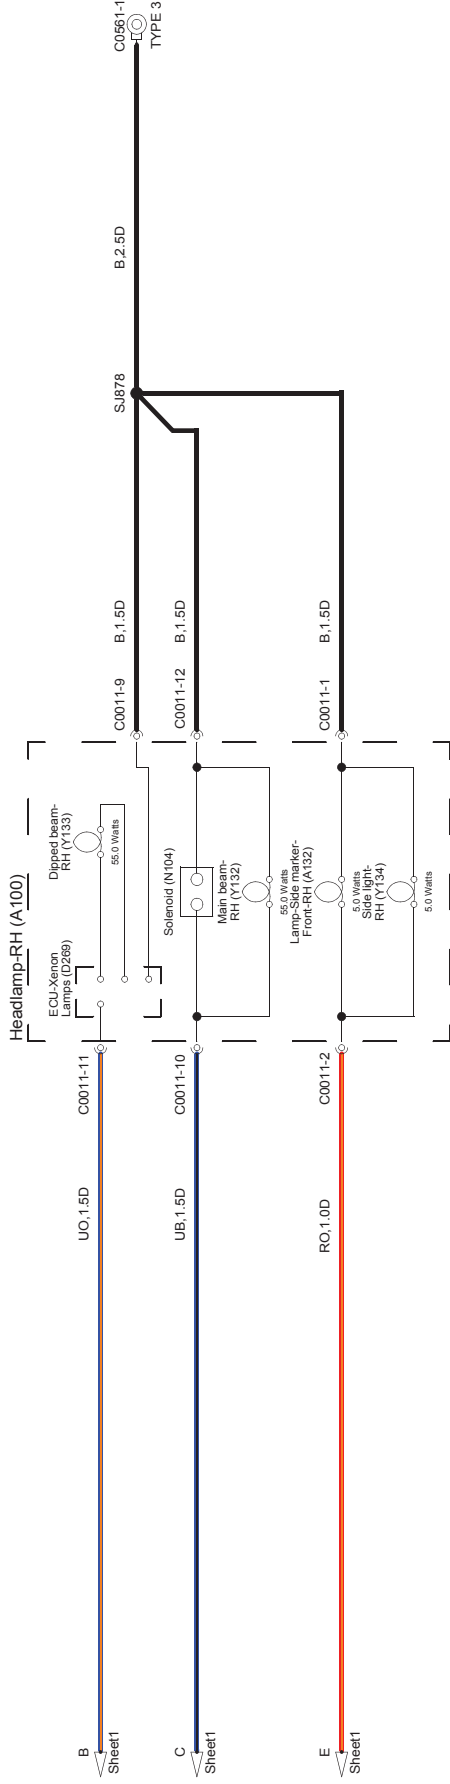 Headlamp-RH (A100)
B
Sheet1
UO,1.5D
C0011-11
ECU-Xenon
Lamps (D269)
Dipped beam-
RH (Y133)
55.0 Watts
C0011-9
B,1.5D
SJ878
B,2.5D
C0561-1
TYPE 3
C
Sheet1
UB,1.5D
C0011-10
Solenoid (N104)
C0011-12
B,1.5D
Main beam-
RH (Y132)
55.0 Watts
E
Sheet1
RO,1.0D
C0011-2
Lamp-Side marker-
Front-RH (A132)
5.0 Watts
C0011-1
B,1.5D
Side light-
RH (Y134)
5.0 Watts